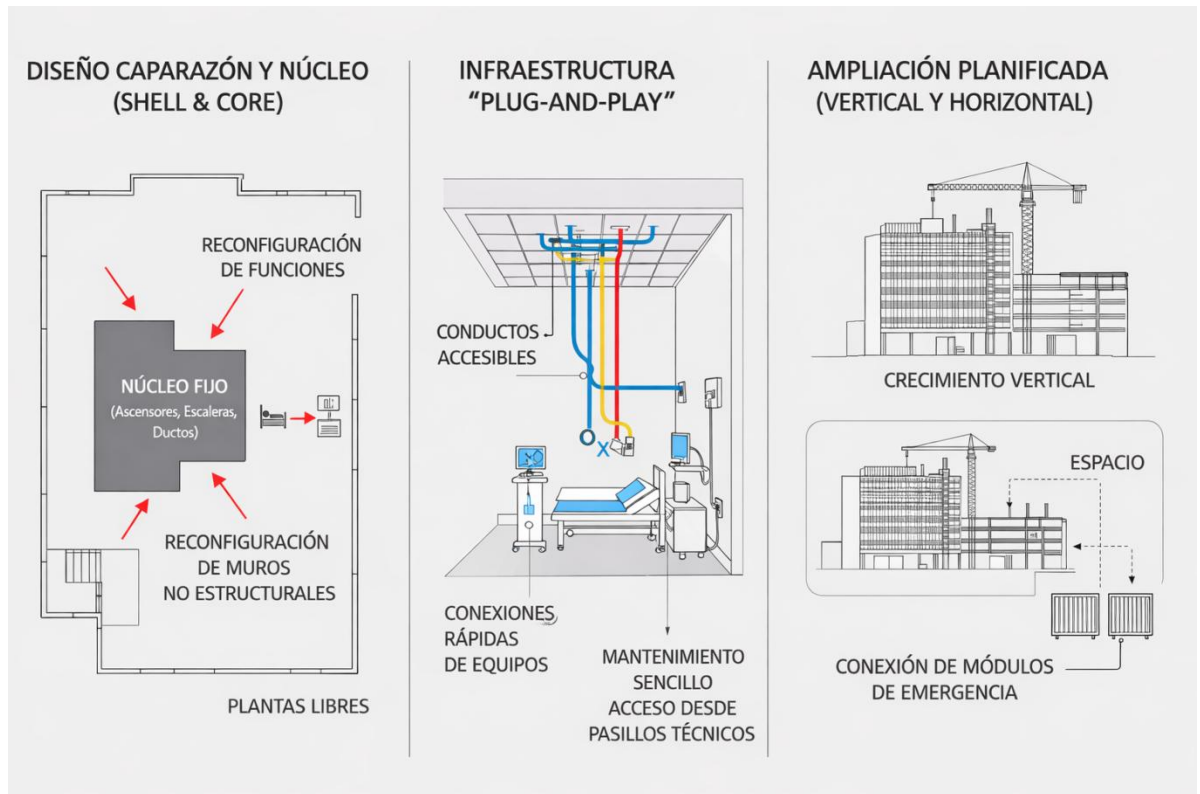 DISEÑO CAPARAZÓN Y NÚCLEO
(SHELL & CORE)
RECONFIGURACIÓN
DE FUNCIONES
NÚCLEO FIJO
(Ascensores, Escaleras,
Ductos)
RECONFIGURACIÓN
DE MUROS
NO ESTRUCTURALES
PLANTAS LIBRES
INFRAESTRUCTURA
“PLUG-AND-PLAY”
CONDUCTOS
ACCESIBLES
X
CONEXIONES
RÁPIDAS
DE EQUIPOS
MANTENIMIENTO
SENCILLO
ACCESO DESDE
PASILLOS TÉCNICOS
AMPLIACIÓN PLANIFICADA
(VERTICAL Y HORIZONTAL)
CRECIMIENTO VERTICAL
ESPACIO
CONEXIÓN DE MÓDULOS
DE EMERGENCIA